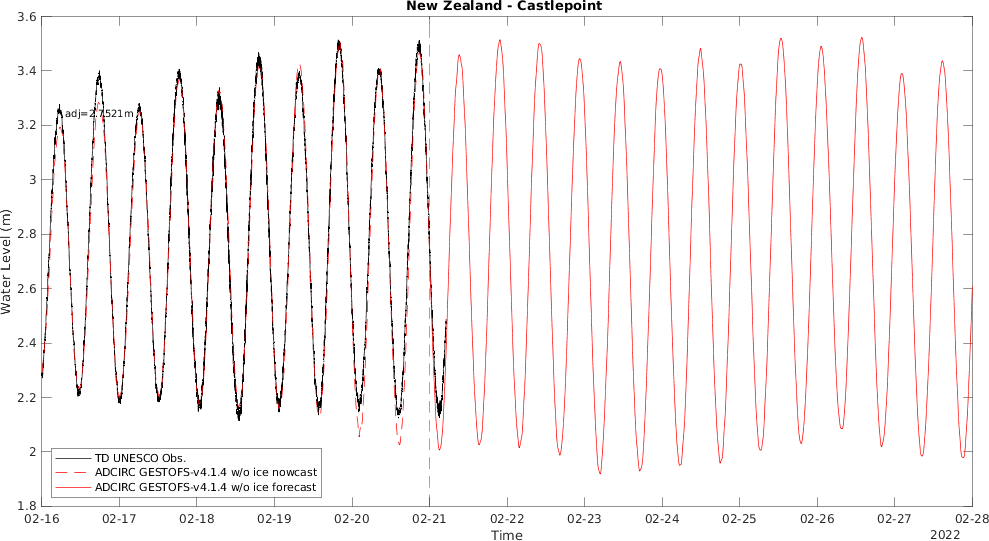 New Zealand - Castlepoint
3.6
3.4
3.2
3
2.8
2.6
2.4
2.2
2
1.8
Water Level (m)
adj=2.7521m
TD UNESCO Obs.
ADCIRC GESTOFS-v4.1.4 w/o ice nowcast
ADCIRC GESTOFS-v4.1.4 w/o ice forecast
02-16 02-17 02-18 02-19 02-20 02-21 02-22 02-23 02-24 02-25 02-26 02-27 02-28
Time
2022